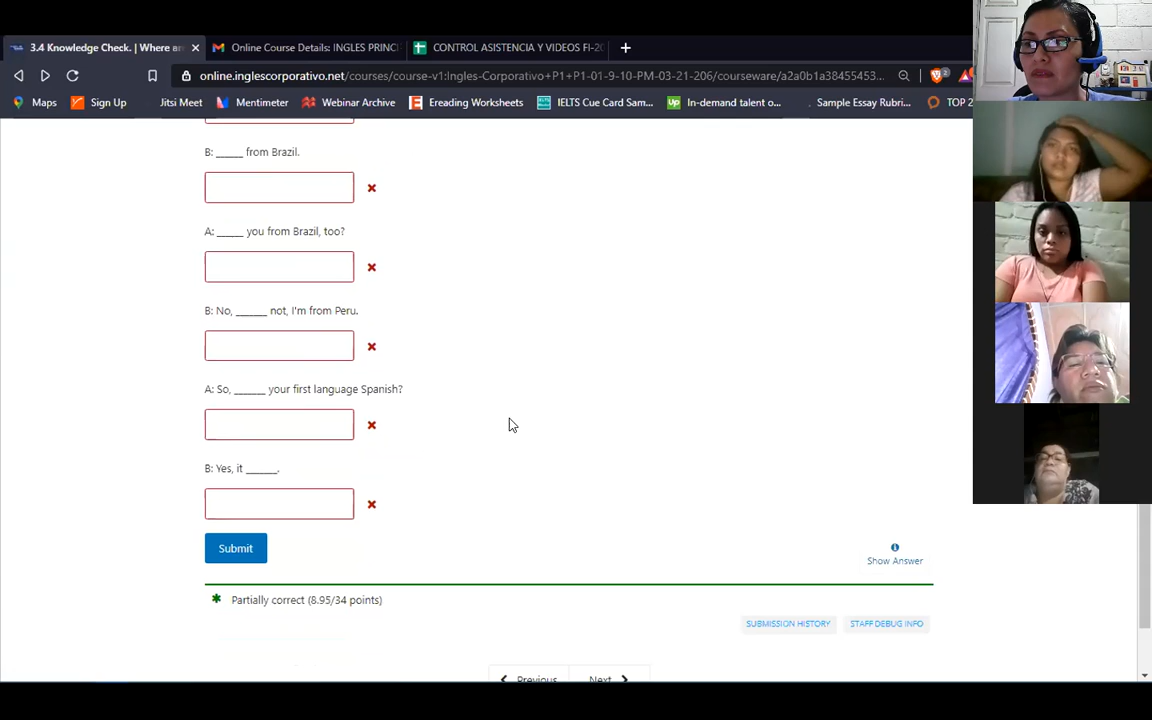 3.4 Knowledge Check. | Where ar
Online Course Details: INGLES PRINCI
CONTROL ASISTENCIA Y VIDEOS FI-20
online.inglescorporativo.net/courses/course-v1:Ingles-Corporativo+P1+P1-01-9-10-PM-03-21-206/courseware/a2a0b1a38455453...
2
Maps
Sign Up
Jitsi Meet
Mentimeter
Webinar Archive
Ereading Worksheets
IELTS Cue Card Sam...
Up
In-demand talent o...
Sample Essay Rubri...
TOP 2
B: _____ from Brazil.
A: _____ you from Brazil, too?
B: No, ______ not, I'm from Peru.
A: So, ______ your first language Spanish?
B: Yes, it ______.
Submit
Show Answer
Partially correct (8.95/34 points)
SUBMISSION HISTORY
STAFF DEBUG INFO
Previous
Next